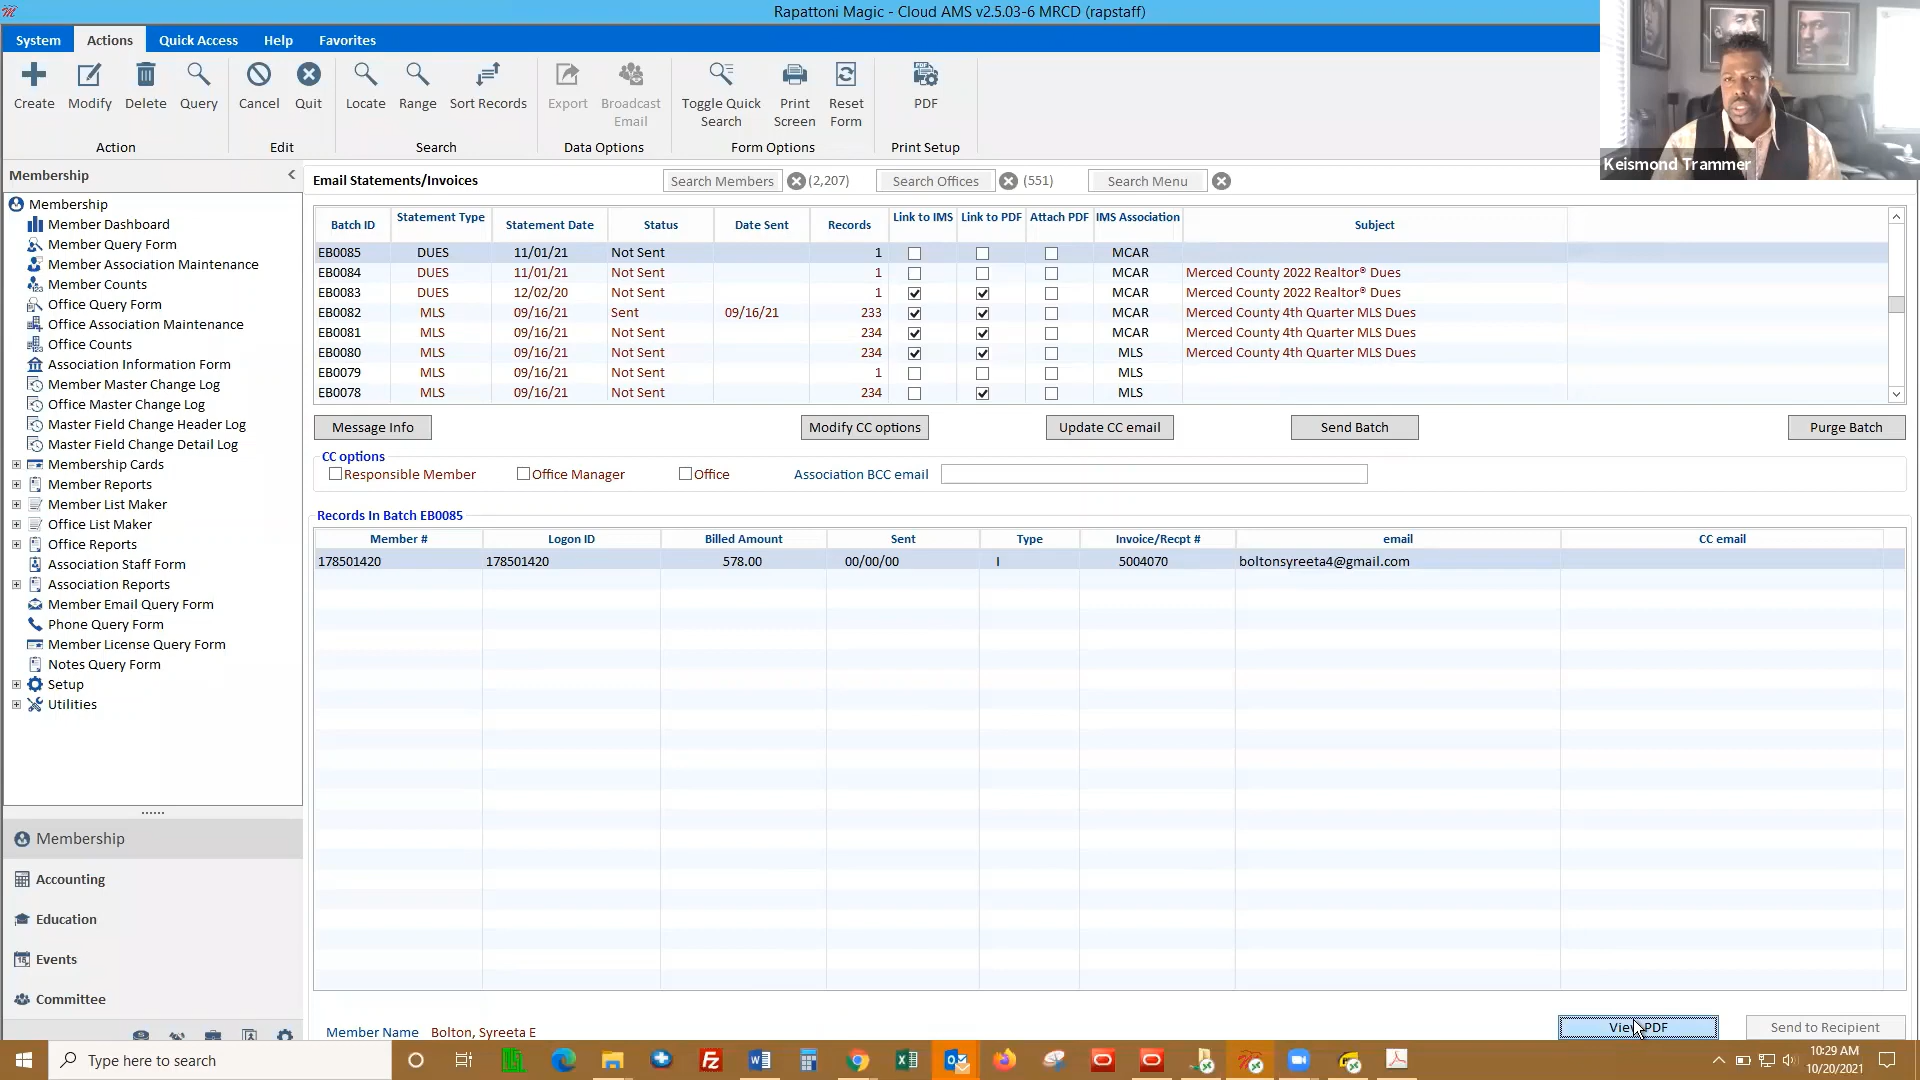 Rapattoni Magic - Cloud AMS v2.5.03-6 MRCD (rapstaff)
System Actions Quick Access Help Favorites
Create Modify Delete Query Cancel Quit Locate Range Sort Records Export Broadcast Email Toggle Quick Search Print Screen Reset Form PDF
Action Edit Search Data Options Form Options Print Setup
Keismond Trammer
Membership
Membership
Member Dashboard
Member Query Form
Member Association Maintenance
Member Counts
Office Query Form
Office Association Maintenance
Office Counts
Association Information Form
Member Master Change Log
Office Master Change Log
Master Field Change Header Log
Master Field Change Detail Log
Membership Cards
Member Reports
Member List Maker
Office List Maker
Office Reports
Association Staff Form
Association Reports
Member Email Query Form
Phone Query Form
Member License Query Form
Notes Query Form
Setup
Utilities
Membership
Accounting
Education
Events
Committee
Email Statements/Invoices Search Members (2,207) Search Offices (551) Search Menu
Batch ID Statement Type Statement Date Status Date Sent Records Link to IMS Link to PDF Attach PDF IMS Association Subject
EB0085 DUES 11/01/21 Not Sent 1 MCAR
EB0084 DUES 11/01/21 Not Sent 1 MCAR Merced County 2022 Realtor® Dues
EB0083 DUES 12/02/20 Not Sent 1 MCAR Merced County 2022 Realtor® Dues
EB0082 MLS 09/16/21 Sent 09/16/21 233 MCAR Merced County 4th Quarter MLS Dues
EB0081 MLS 09/16/21 Not Sent 234 MCAR Merced County 4th Quarter MLS Dues
EB0080 MLS 09/16/21 Not Sent 234 MLS Merced County 4th Quarter MLS Dues
EB0079 MLS 09/16/21 Not Sent 1 MLS
EB0078 MLS 09/16/21 Not Sent 234 MLS
Message Info Modify CC options Update CC email Send Batch Purge Batch
CC options
Responsible Member Office Manager Office Association BCC email
Records In Batch EB0085
Member # Logon ID Billed Amount Sent Type Invoice/Recpt # email CC email
178501420 178501420 578.00 00/00/00 I 5004070 boltonsyreeta4@gmail.com
Member Name Bolton, Syreeta E View PDF Send to Recipient
Type here to search
10:29 AM
10/20/2021